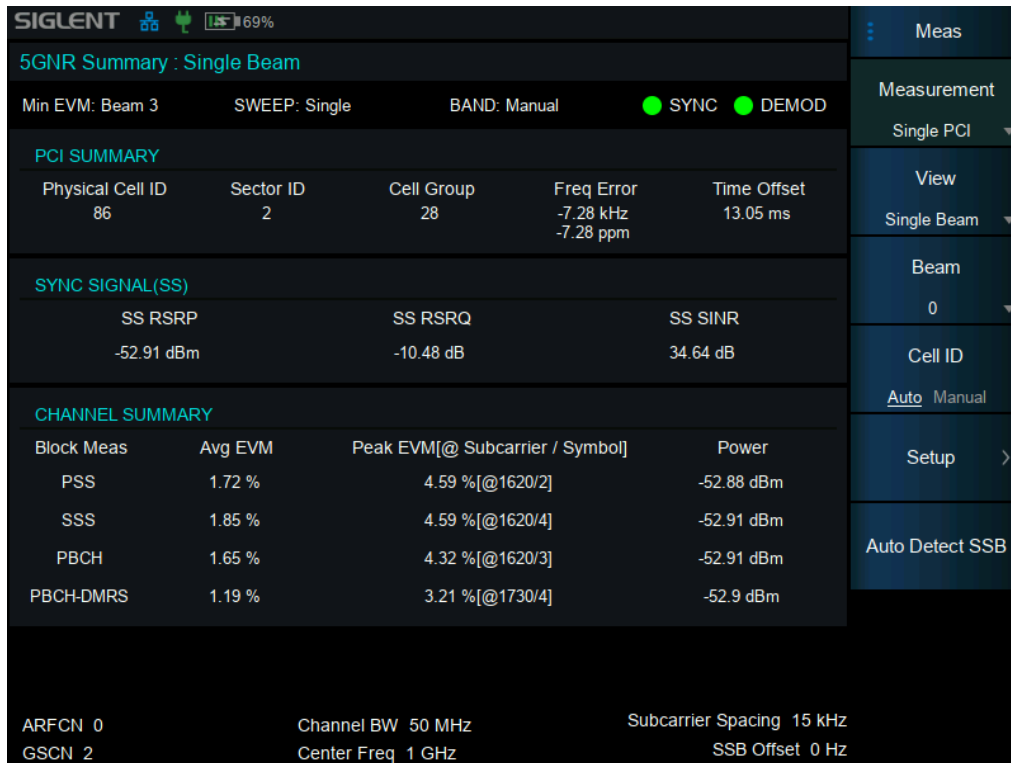 SIGLENT 69%
5GNR Summary : Single Beam
Min EVM: Beam 3 SWEEP: Single BAND: Manual SYNC DEMOD
PCI SUMMARY
Physical Cell ID Sector ID Cell Group Freq Error Time Offset
86 2 28 -7.28 kHz 13.05 ms
-7.28 ppm
SYNC SIGNAL(SS)
SS RSRP SS RSRQ SS SINR
-52.91 dBm -10.48 dB 34.64 dB
CHANNEL SUMMARY
Block Meas Avg EVM Peak EVM[@ Subcarrier / Symbol] Power
PSS 1.72 % 4.59 %[@1620/2] -52.88 dBm
SSS 1.85 % 4.59 %[@1620/4] -52.91 dBm
PBCH 1.65 % 4.32 %[@1620/3] -52.91 dBm
PBCH-DMRS 1.19 % 3.21 %[@1730/4] -52.9 dBm
ARFCN 0 Channel BW 50 MHz Subcarrier Spacing 15 kHz
GSCN 2 Center Freq 1 GHz SSB Offset 0 Hz
Meas
Measurement
Single PCI
View
Single Beam
Beam
0
Cell ID
Auto Manual
Setup
Auto Detect SSB